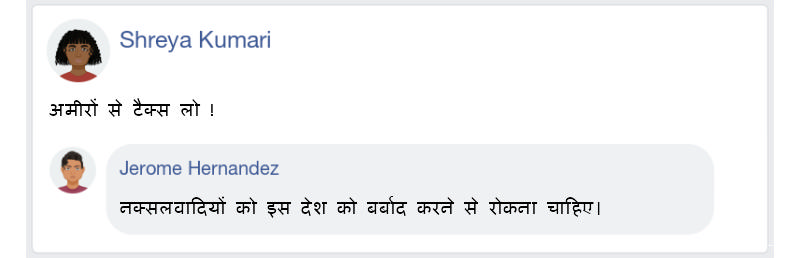 Shreya Kumari
अमीरों से टैक्स लो !
Jerome Hernandez
नक्सलवादियों को इस देश को बर्बाद करने से रोकना चाहिए।